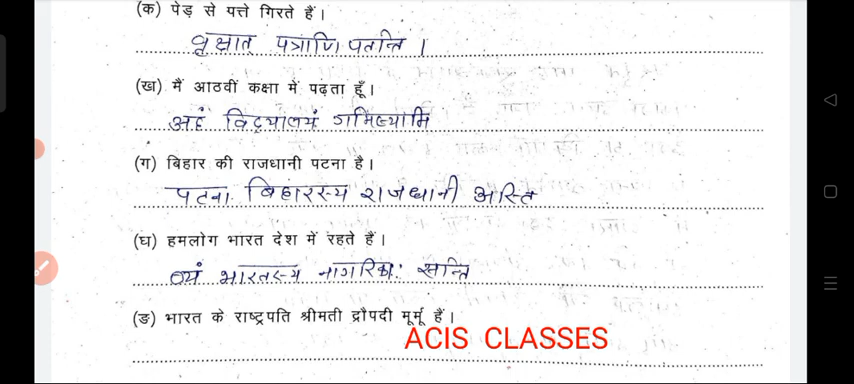 (क) पेड़ से पत्ते गिरते हैं।
वृक्षात् पत्राणि पतन्ति।
(ख) मैं आठवीं कक्षा में पढ़ता हूँ।
अहं विद्यालयं गमिष्यामि
(ग) बिहार की राजधानी पटना है।
पटना बिहारस्य राजधानी अस्ति
(घ) हमलोग भारत देश में रहते हैं।
वयं भारतस्य नागरिकाः सन्ति
(ङ) भारत के राष्ट्रपति श्रीमती द्रौपदी मूर्मू हैं।
ACIS CLASSES